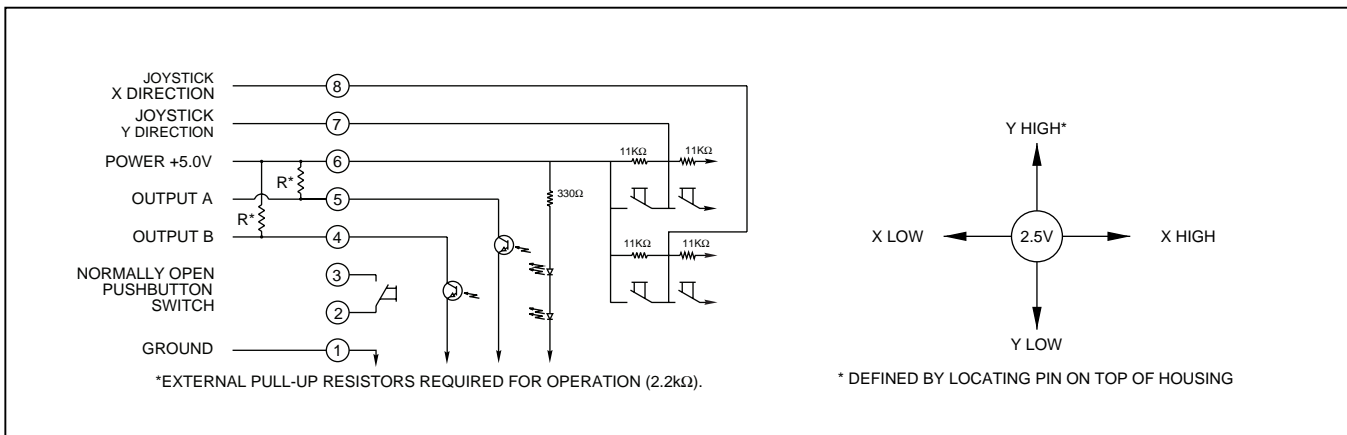 JOYSTICK
X DIRECTION
8
JOYSTICK
Y DIRECTION
7
POWER +5.0V
6
OUTPUT A
5
OUTPUT B
4
R*
R*
NORMALLY OPEN
PUSHBUTTON
SWITCH
3
2
GROUND
1
330Ω
11KΩ
11KΩ
11KΩ
11KΩ
*EXTERNAL PULL-UP RESISTORS REQUIRED FOR OPERATION (2.2kΩ).
Y HIGH*
X LOW
2.5V
X HIGH
Y LOW
* DEFINED BY LOCATING PIN ON TOP OF HOUSING